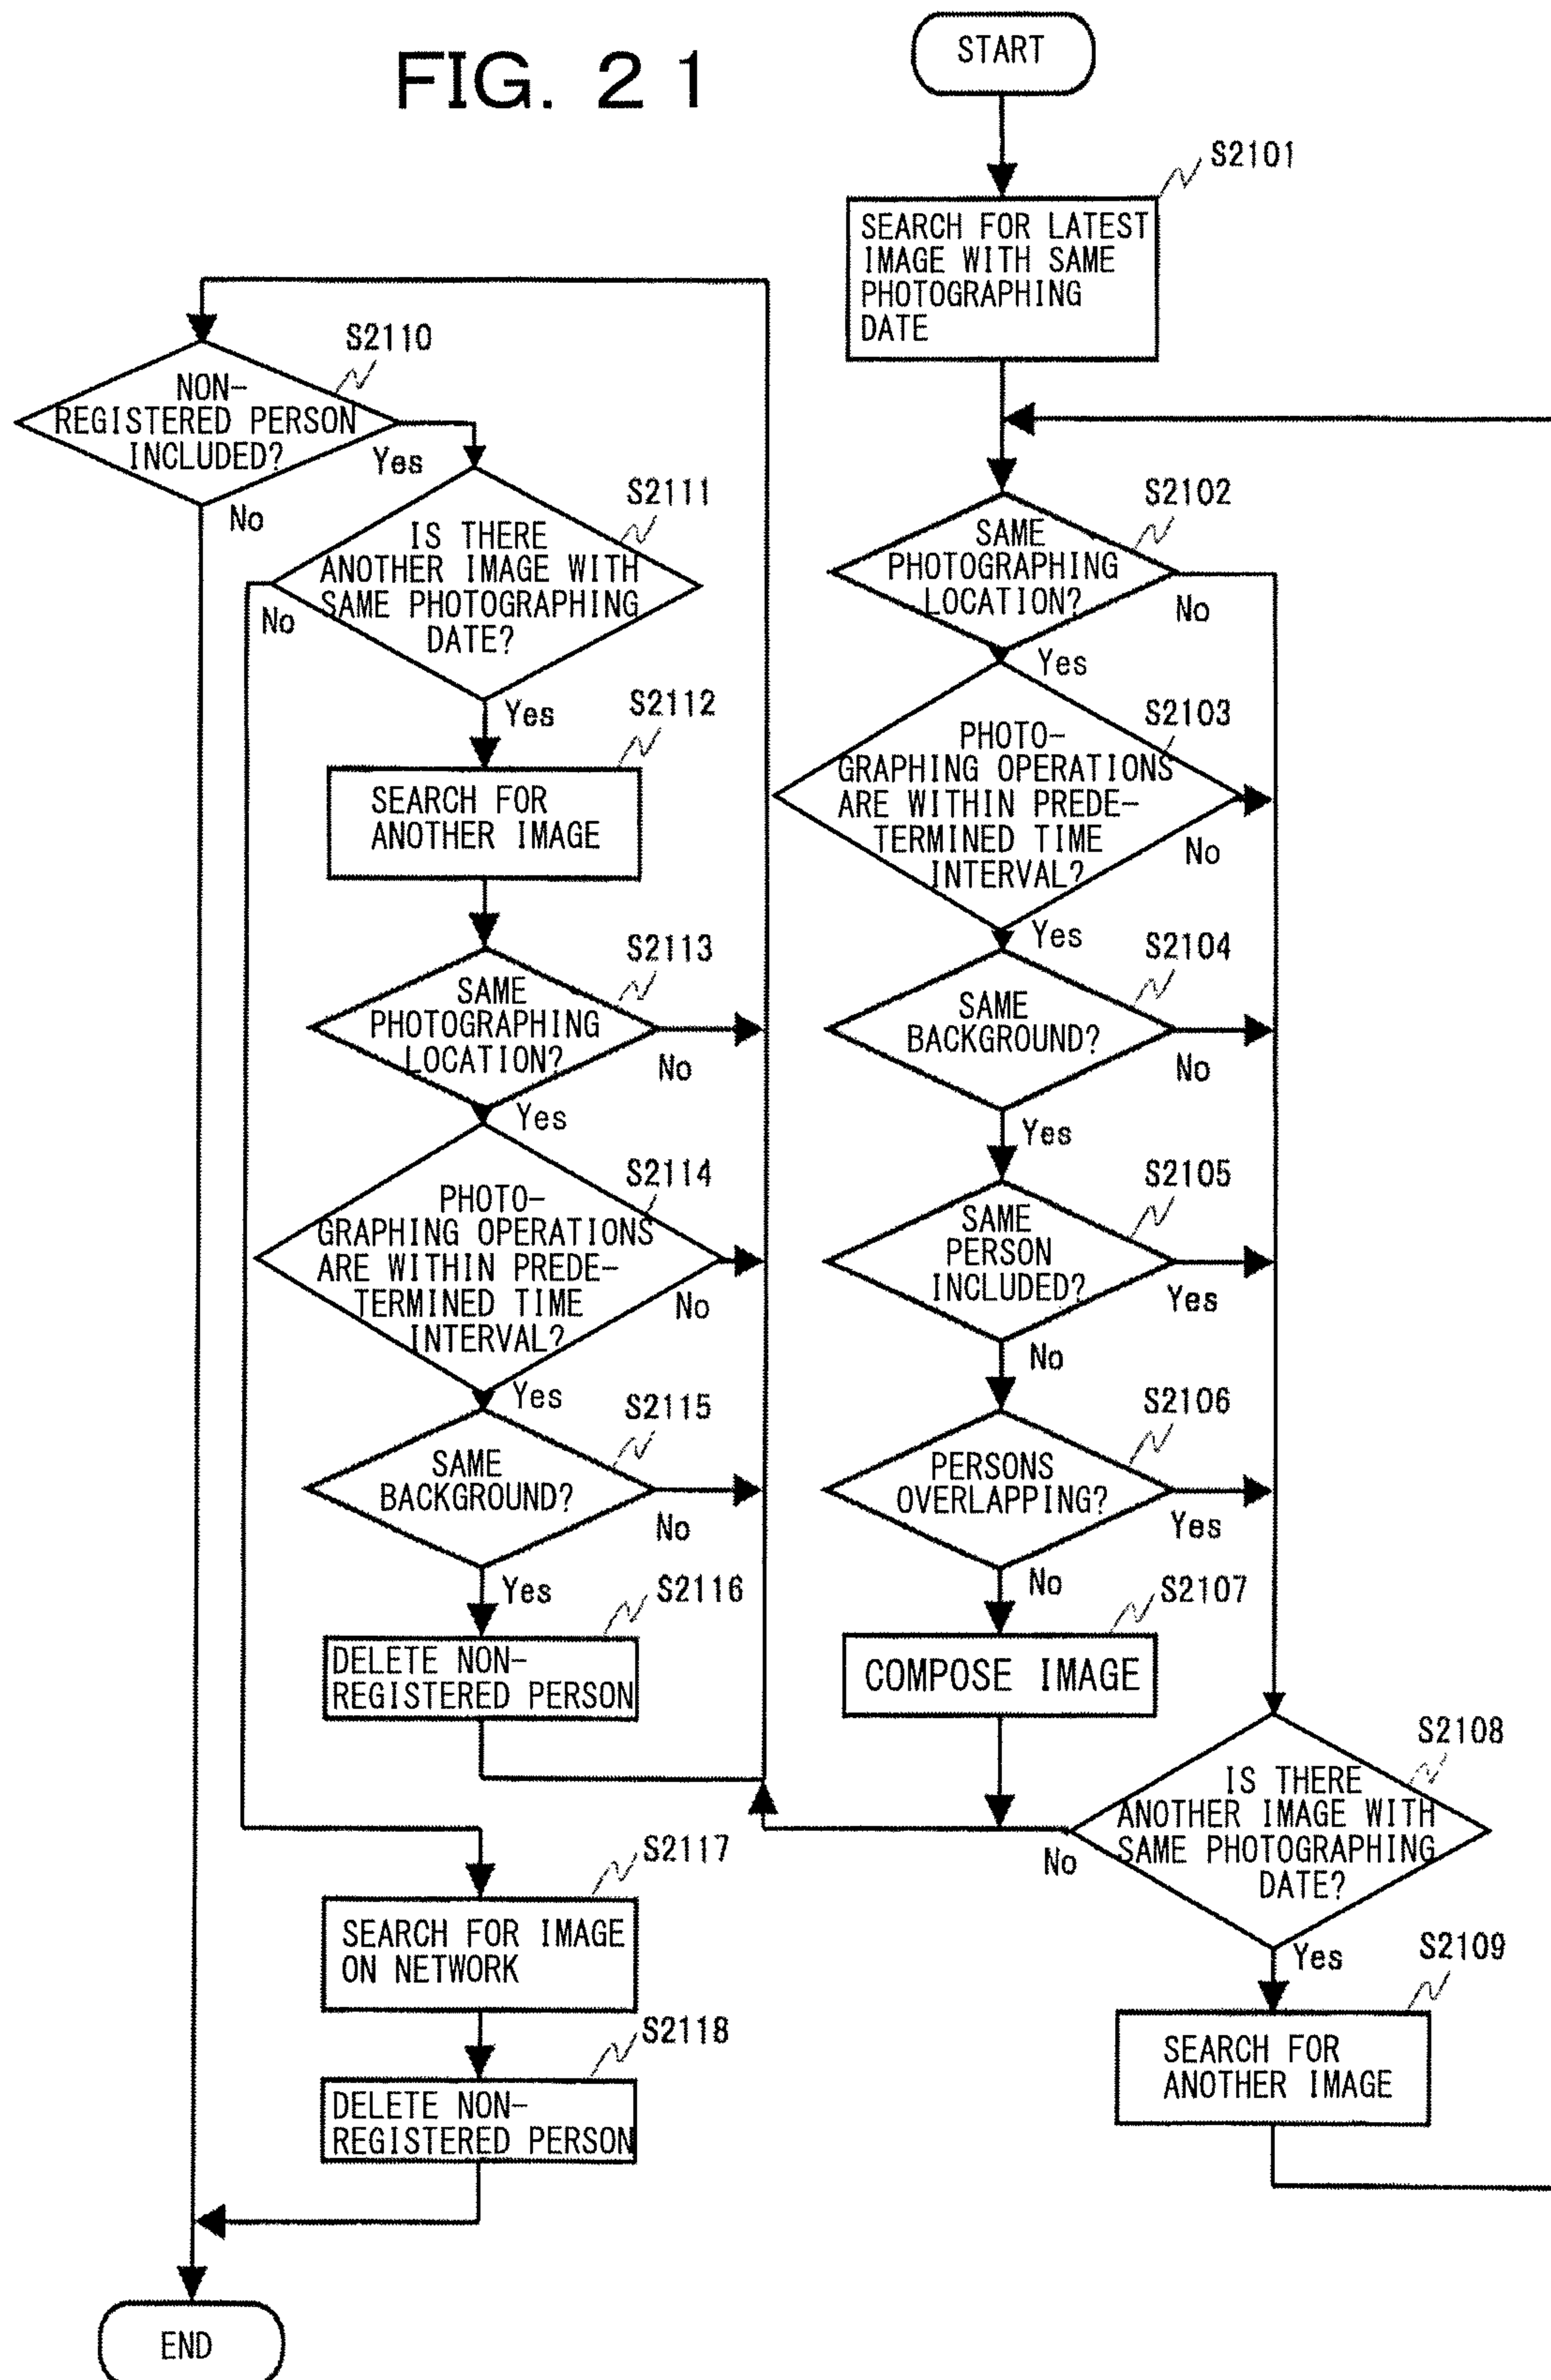 FIG. 21
START
S2101
SEARCH FOR LATEST
IMAGE WITH SAME
PHOTOGRAPHING
DATE
S2102
SAME
PHOTOGRAPHING
LOCATION?
No
Yes
S2103
PHOTO-
GRAPHING OPERATIONS
ARE WITHIN PREDE-
TERMINED TIME
INTERVAL?
No
Yes
S2104
SAME
BACKGROUND?
No
Yes
S2105
SAME
PERSON
INCLUDED?
Yes
No
S2106
PERSONS
OVERLAPPING?
Yes
No
S2107
COMPOSE IMAGE
S2108
IS THERE
ANOTHER IMAGE WITH
SAME PHOTOGRAPHING
DATE?
No
Yes
S2109
SEARCH FOR
ANOTHER IMAGE
S2110
NON-
REGISTERED PERSON
INCLUDED?
Yes
No
S2111
IS THERE
ANOTHER IMAGE WITH
SAME PHOTOGRAPHING
DATE?
No
Yes
S2112
SEARCH FOR
ANOTHER IMAGE
S2113
SAME
PHOTOGRAPHING
LOCATION?
No
Yes
S2114
PHOTO-
GRAPHING OPERATIONS
ARE WITHIN PREDE-
TERMINED TIME
INTERVAL?
No
Yes
S2115
SAME
BACKGROUND?
No
Yes
S2116
DELETE NON-
REGISTERED PERSON
S2117
SEARCH FOR IMAGE
ON NETWORK
S2118
DELETE NON-
REGISTERED PERSON
END